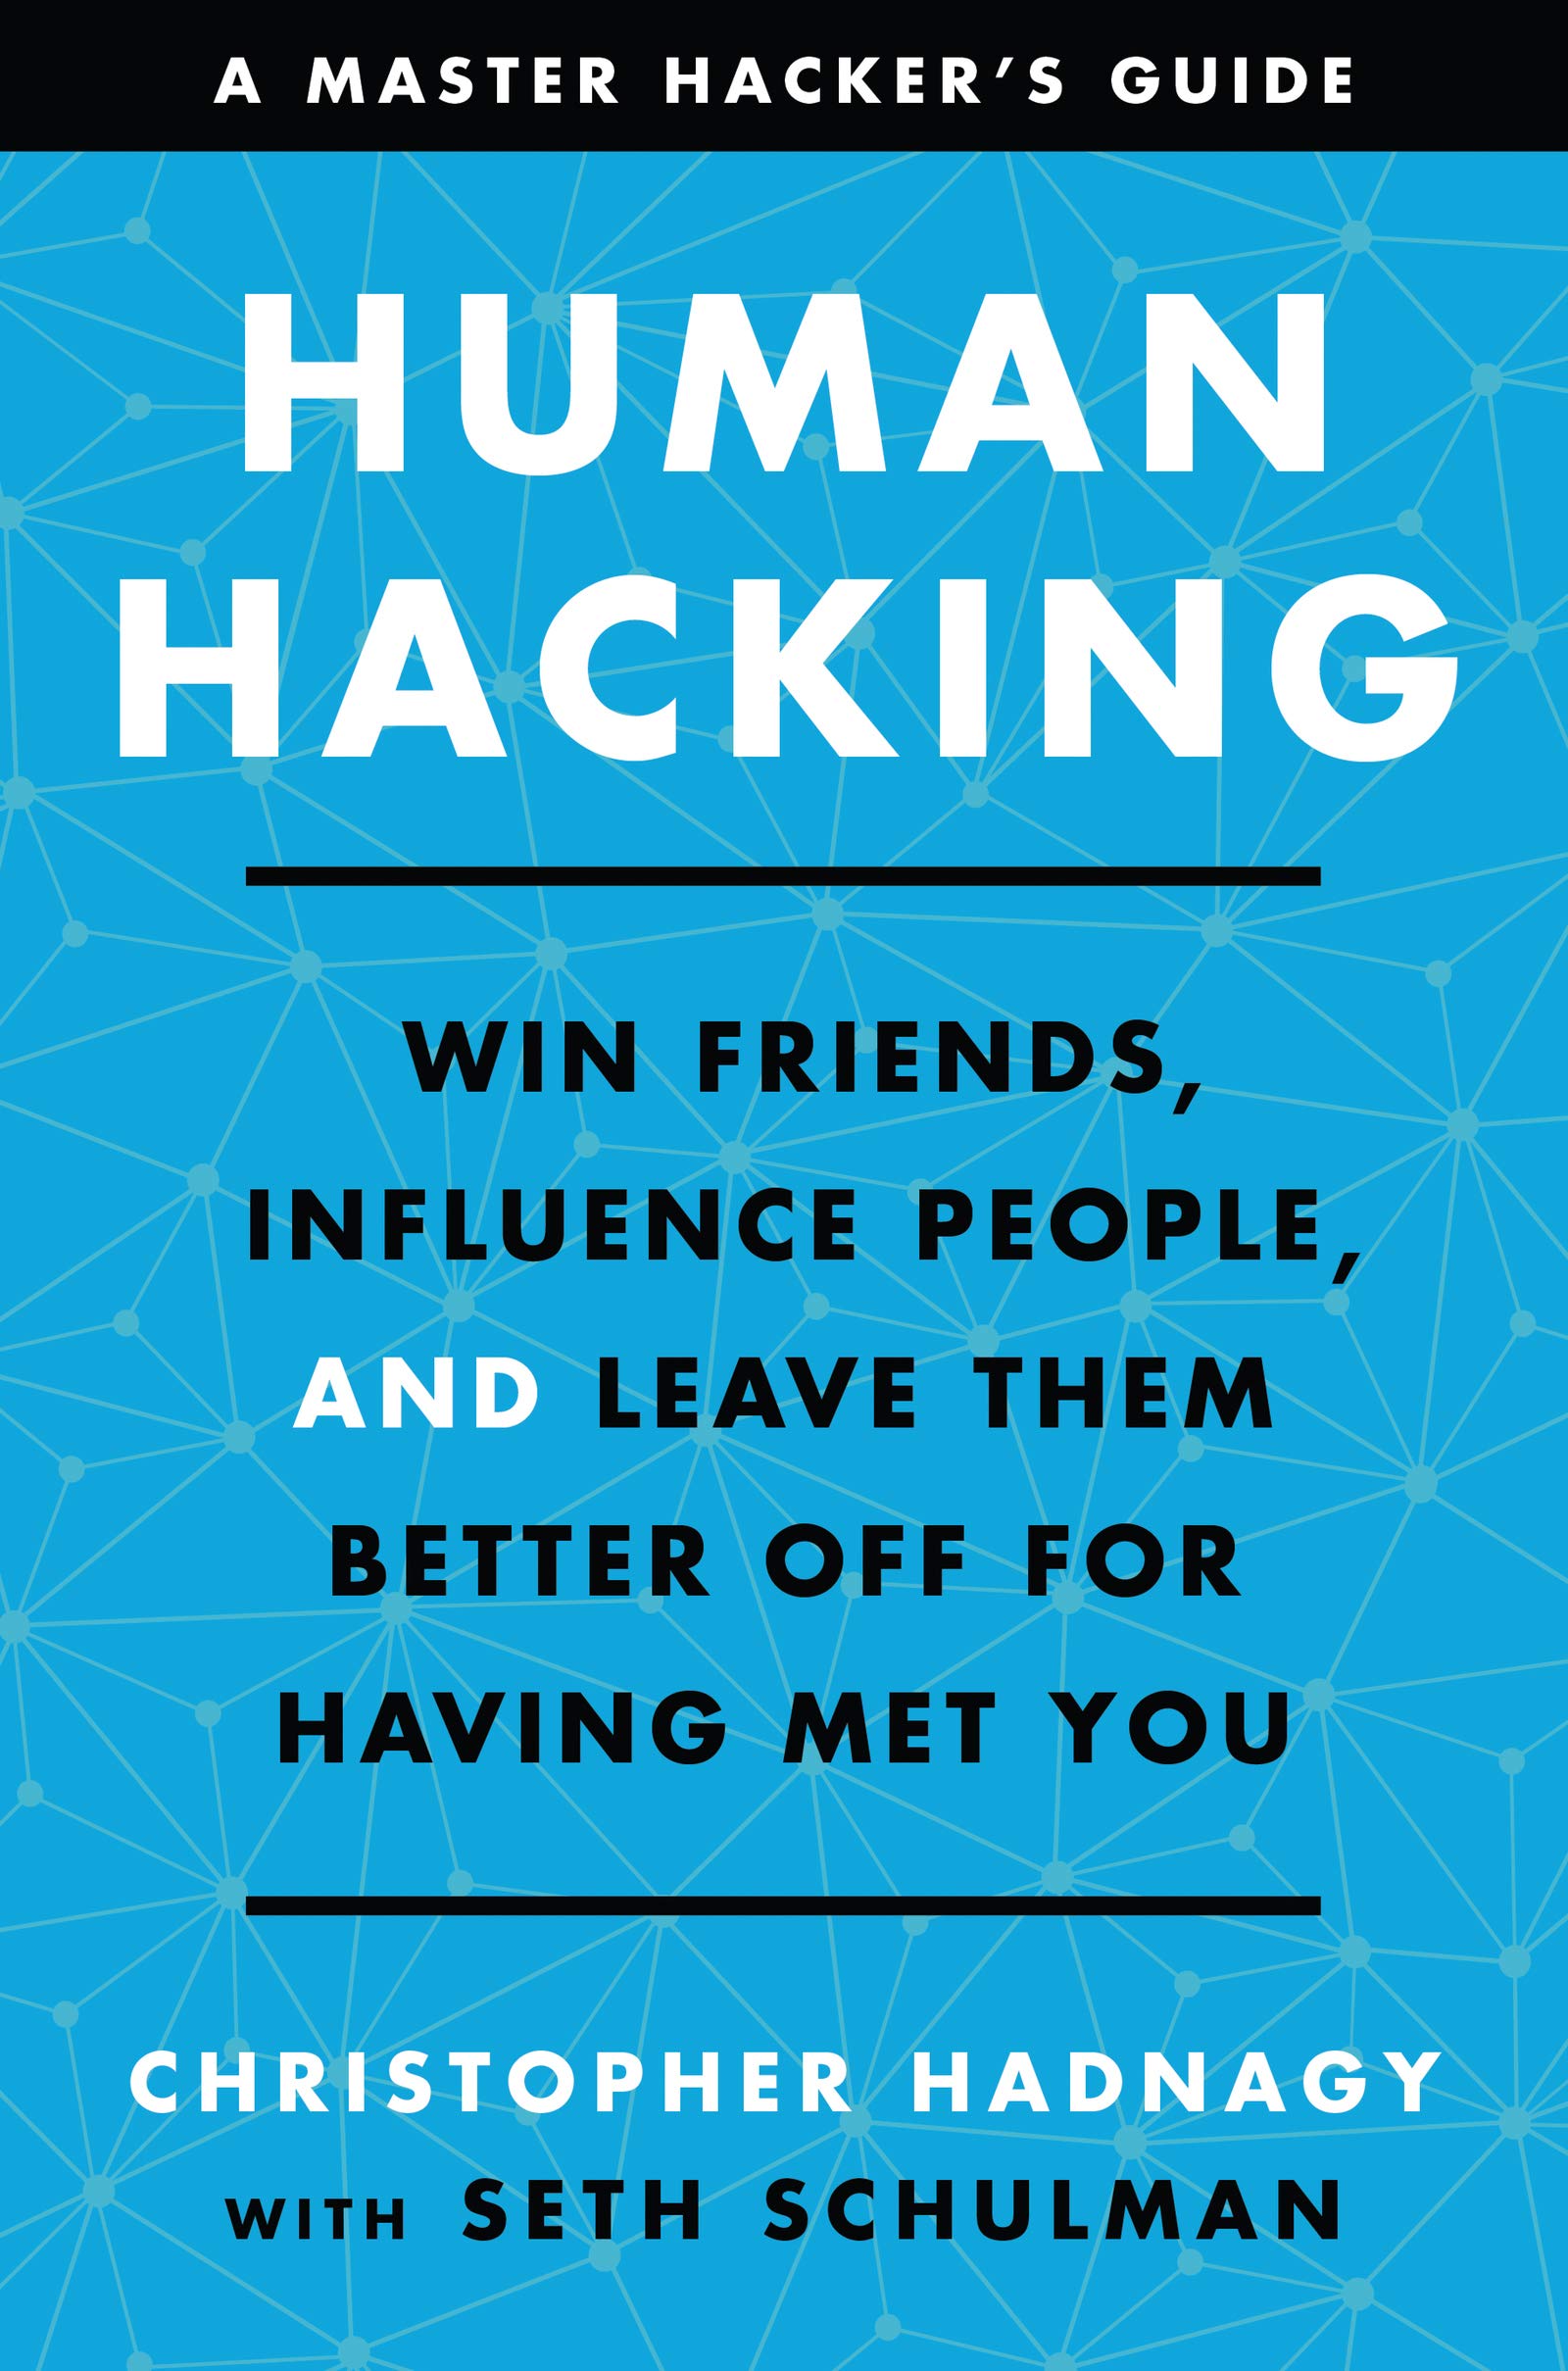 A MASTER HACKER’S GUIDE
HUMAN
HACKING
WIN FRIENDS,
INFLUENCE PEOPLE,
AND LEAVE THEM
BETTER OFF FOR
HAVING MET YOU
CHRISTOPHER HADNAGY
WITH SETH SCHULMAN